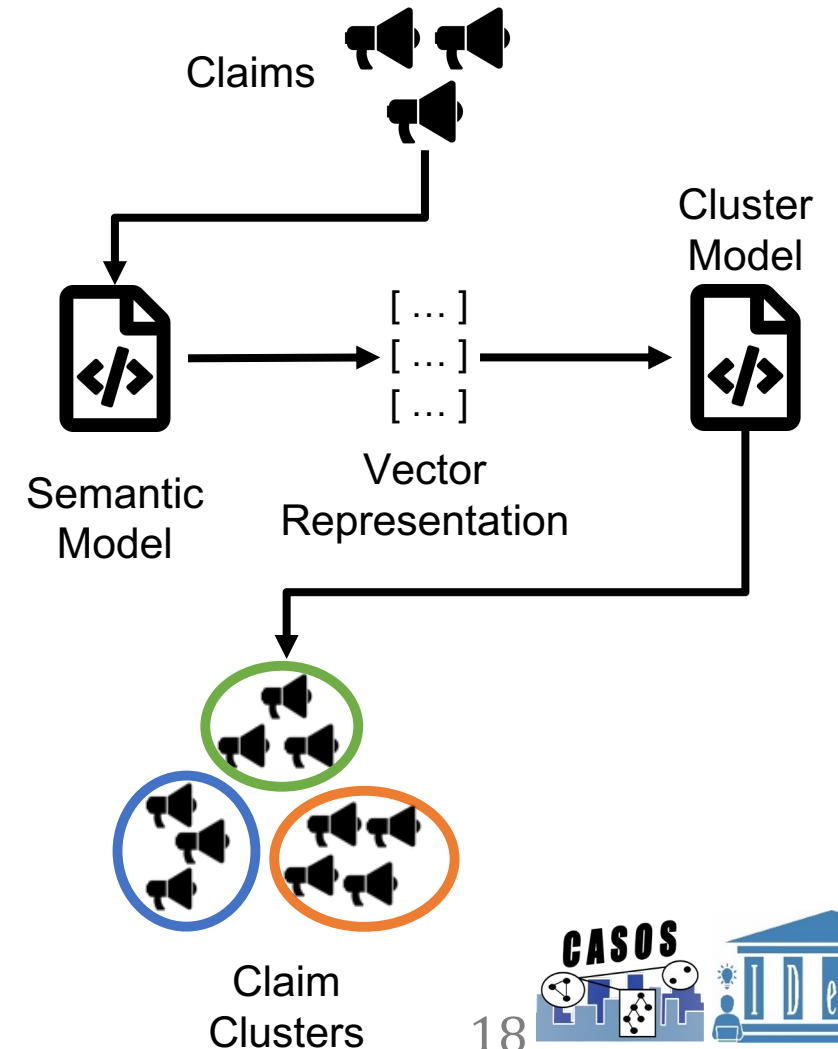 Claims
Cluster
Model
[ ... ]
</>
[ ... ]
</>
[ ... ]
Semantic
Model
Vector
Representation
Claim
Clusters
18
CASOS
I D e